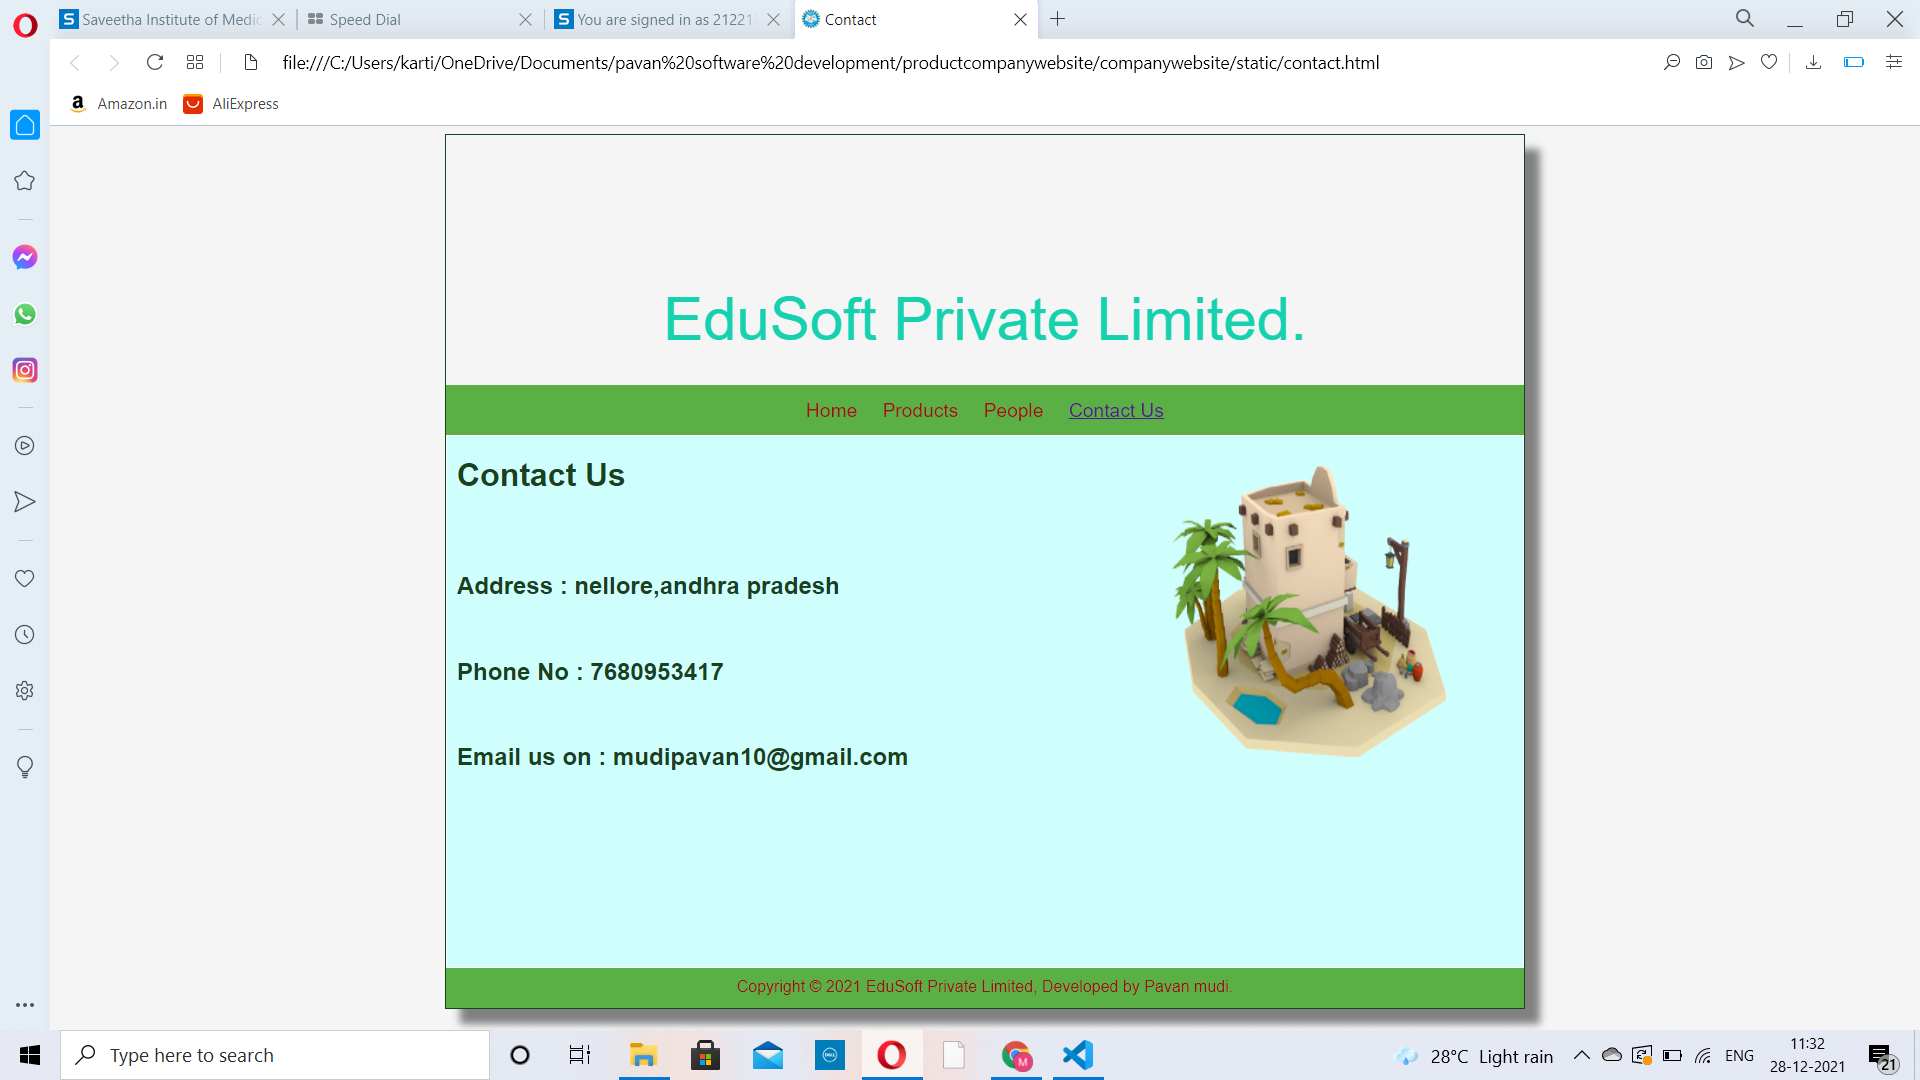 Saveetha Institute of Medic
Speed Dial
You are signed in as 21221
Contact
file:///C:/Users/karti/OneDrive/Documents/pavan%20software%20development/productcompanywebsite/companywebsite/static/contact.html
Amazon.in
AliExpress
EduSoft Private Limited.
Home Products People Contact Us
Contact Us
Address : nellore,andhra pradesh
Phone No : 7680953417
Email us on : mudipavan10@gmail.com
Copyright © 2021 EduSoft Private Limited, Developed by Pavan mudi.
Type here to search
28°C Light rain
ENG
11:32
28-12-2021
21